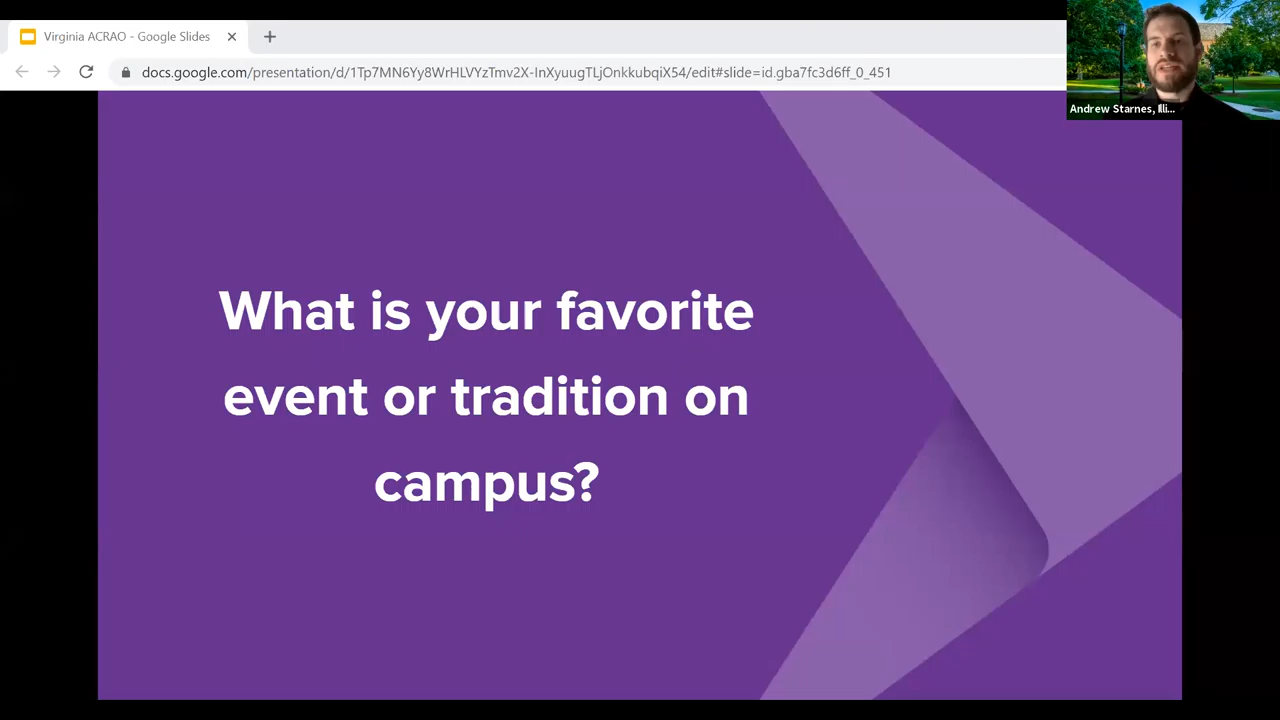 Virginia ACRAO - Google Slides
docs.google.com/presentation/d/1Tp7MN6Yy8WrHLVYzTmv2X-InXyuugTLjOnkkubqiX54/edit#slide=id.gba7fc3d6ff_0_451
Andrew Starnes, Illi...
What is your favorite
event or tradition on
campus?